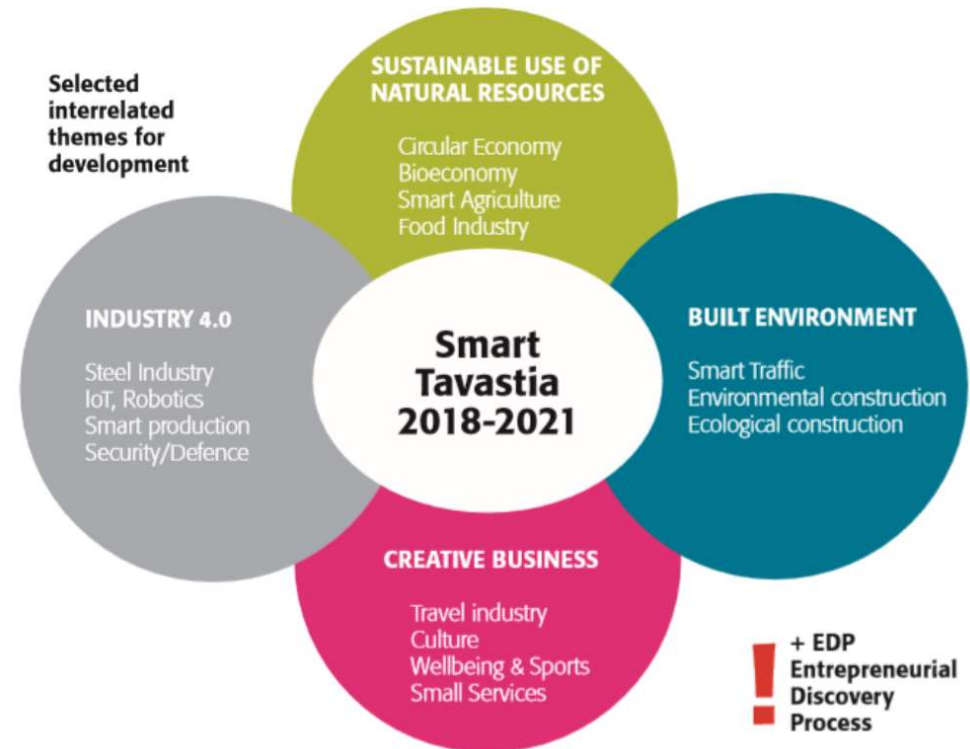 Selected
interrelated
themes for
development
SUSTAINABLE USE OF
NATURAL RESOURCES
Circular Economy
Bioeconomy
Smart Agriculture
Food Industry
INDUSTRY 4.0
Steel Industry
IoT, Robotics
Smart production
Security/Defence
Smart
Tavastia
2018-2021
BUILT ENVIRONMENT
Smart Traffic
Environmental construction
Ecological construction
CREATIVE BUSINESS
Travel industry
Culture
Wellbeing & Sports
Small Services
! + EDP
Entrepreneurial
Discovery
Process